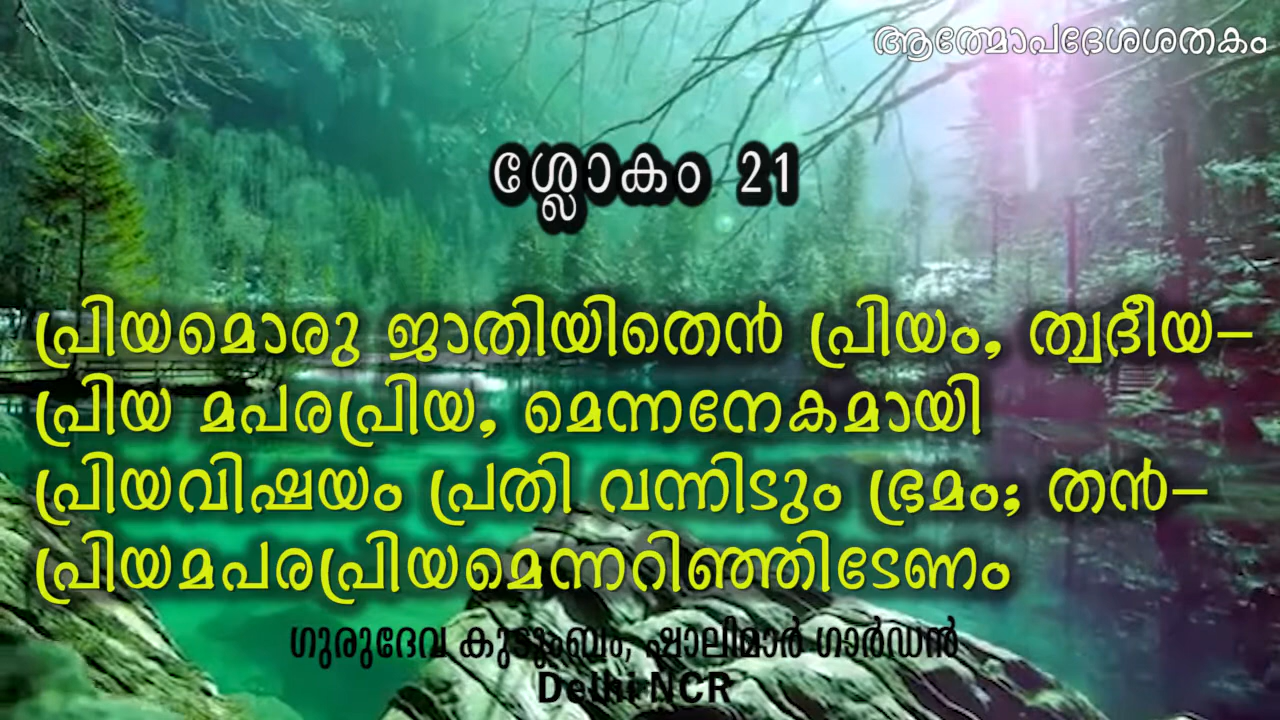 ആത്മോപദേശശതകം
ശ്ലോകം 21
പ്രിയമൊരു ജാതിയിതെൻ പ്രിയം, ത്വദീയ–
പ്രിയ മപരപ്രിയ, മെന്നനേകമായി
പ്രിയവിഷയം പ്രതി വന്നിടും ഭ്രമം; തൻ–
പ്രിയമപരപ്രിയമെന്നറിഞ്ഞിടേണം
ഗുരുദേവ കുടുംബം, ഷാലിമാർ ഗാർഡൻ
Delhi NCR